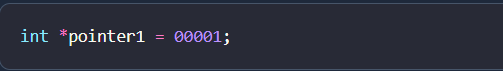 int *pointer1 = 00001;